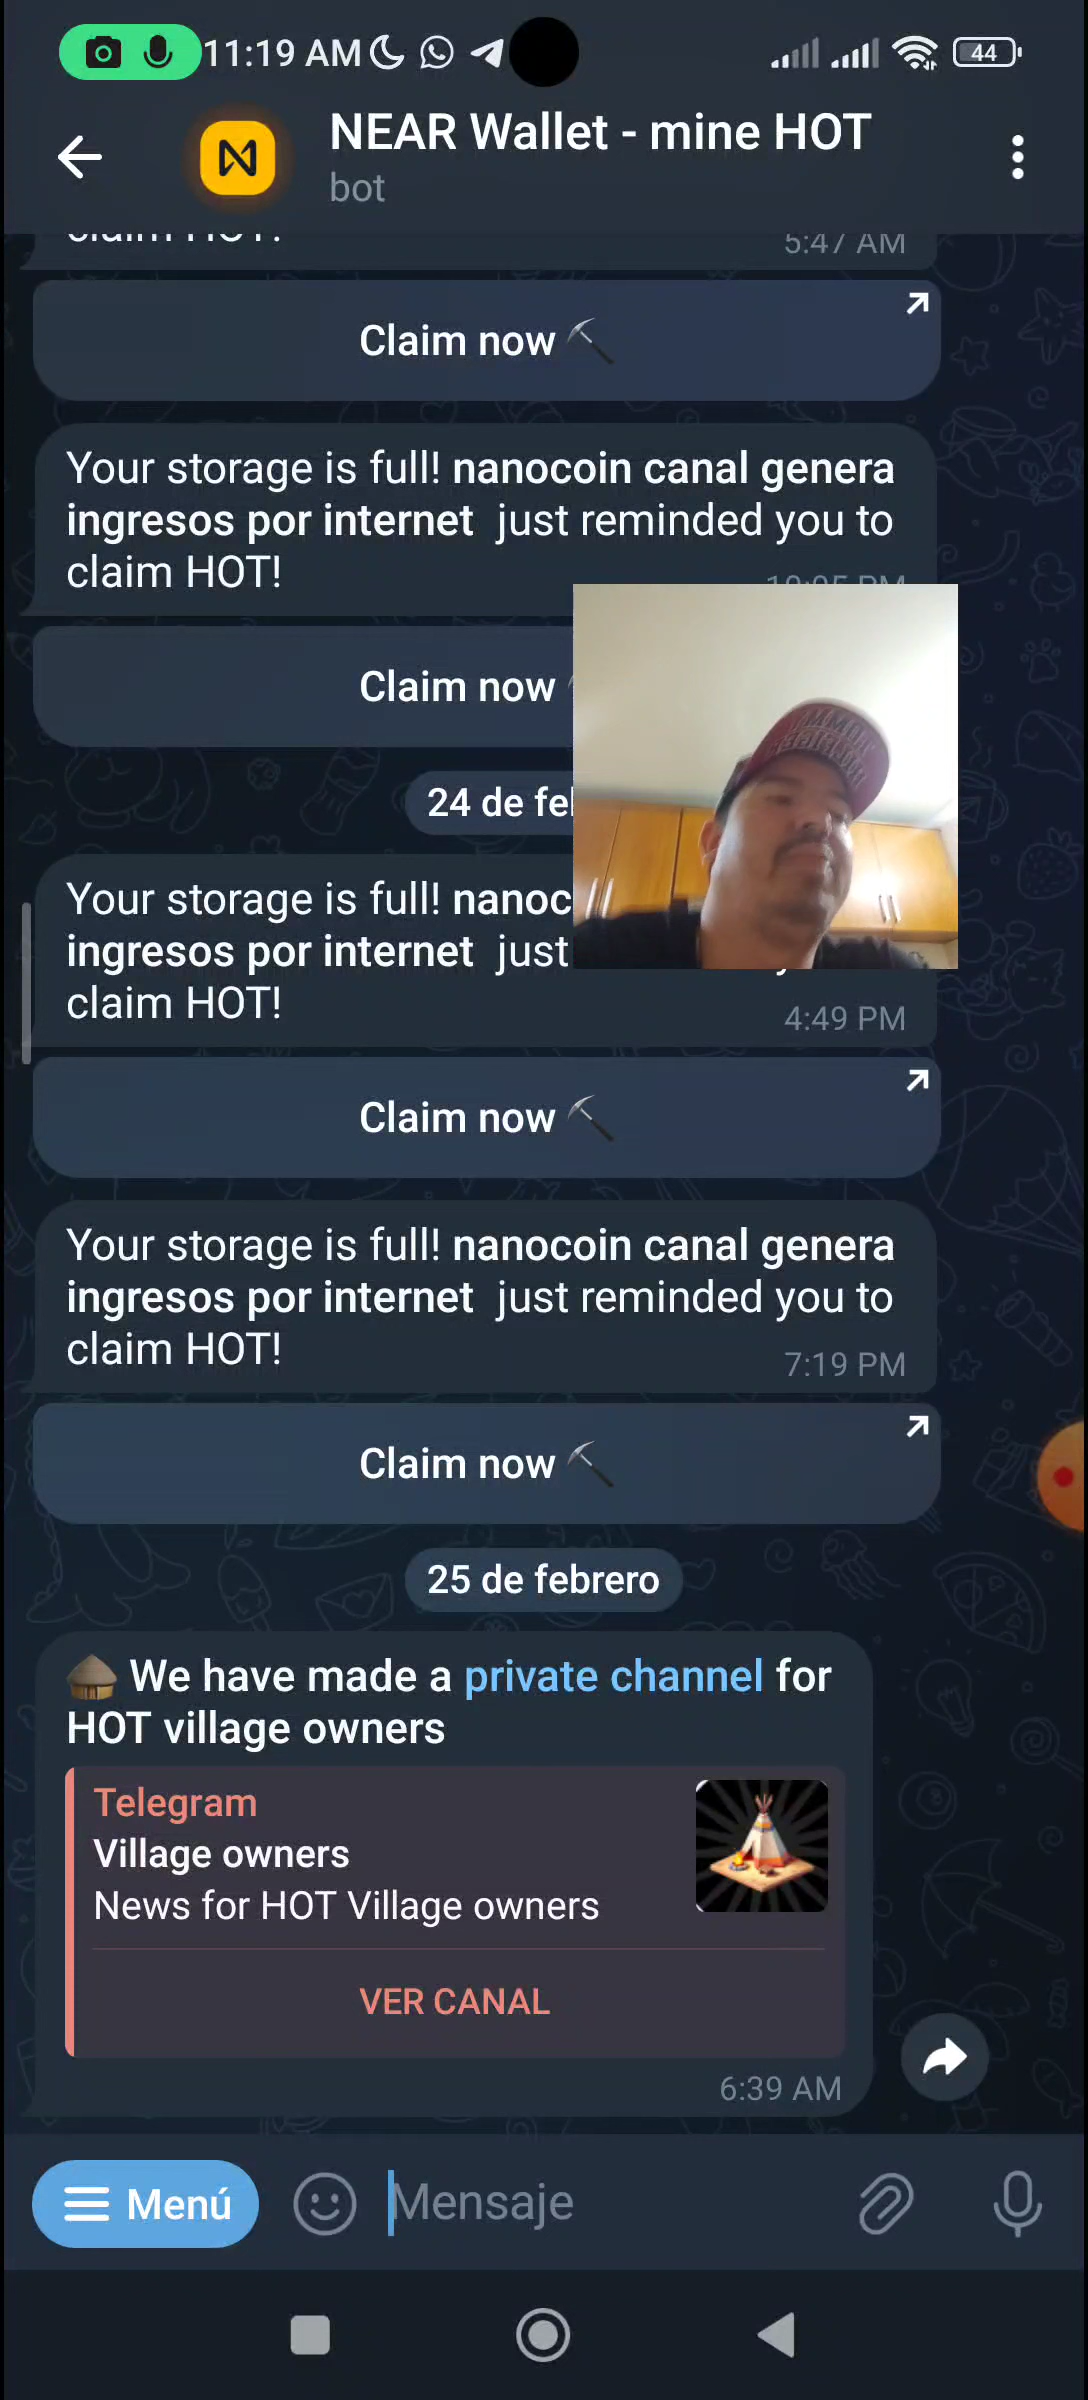 11:19 AM
44
NEAR Wallet - mine HOT
bot
claim HOT!
5:47 AM
Claim now
Your storage is full! nanocoin canal genera
ingresos por internet just reminded you to
claim HOT!
Claim now
24 de fe
Your storage is full! nanoc
ingresos por internet just
claim HOT!
4:49 PM
Claim now
Your storage is full! nanocoin canal genera
ingresos por internet just reminded you to
claim HOT!
7:19 PM
Claim now
25 de febrero
We have made a private channel for
HOT village owners
Telegram
Village owners
News for HOT Village owners
VER CANAL
6:39 AM
Menú
Mensaje